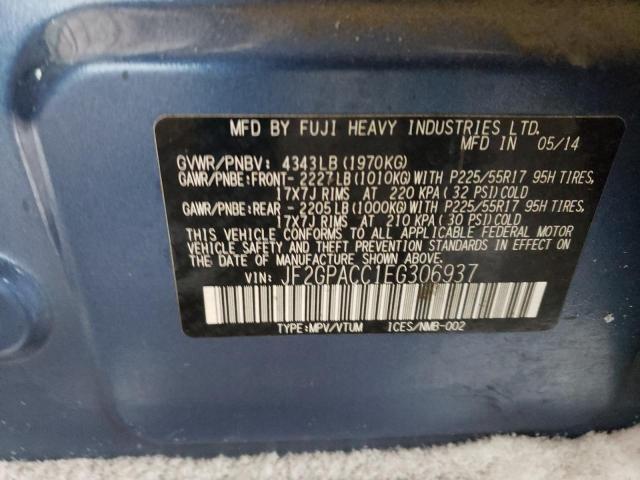 MFD BY FUJI HEAVY INDUSTRIES LTD.
MFD IN 05/14
GVWR/PNBV: 4343LB(1970KG)
GAWR/PNBE:FRONT-2227LB(1010KG)WITH P225/55R17 95H TIRES,
17X7J RIMS AT 220 KPA(32 PSI)COLD
GAWR/PNBE:REAR -2205LB(1000KG)WITH P225/55R17 95H TIRES,
17X7J RIMS AT 210 KPA(30 PSI)COLD
THIS VEHICLE CONFORMS TO ALL APPLICABLE FEDERAL MOTOR
VEHICLE SAFETY AND THEFT PREVENTION STANDARDS IN EFFECT ON
THE DATE OF MANUFACTURE SHOWN ABOVE.
VIN: JF2GPACC1EG306937
TYPE:MPV/VTUM ICES/NMB-002